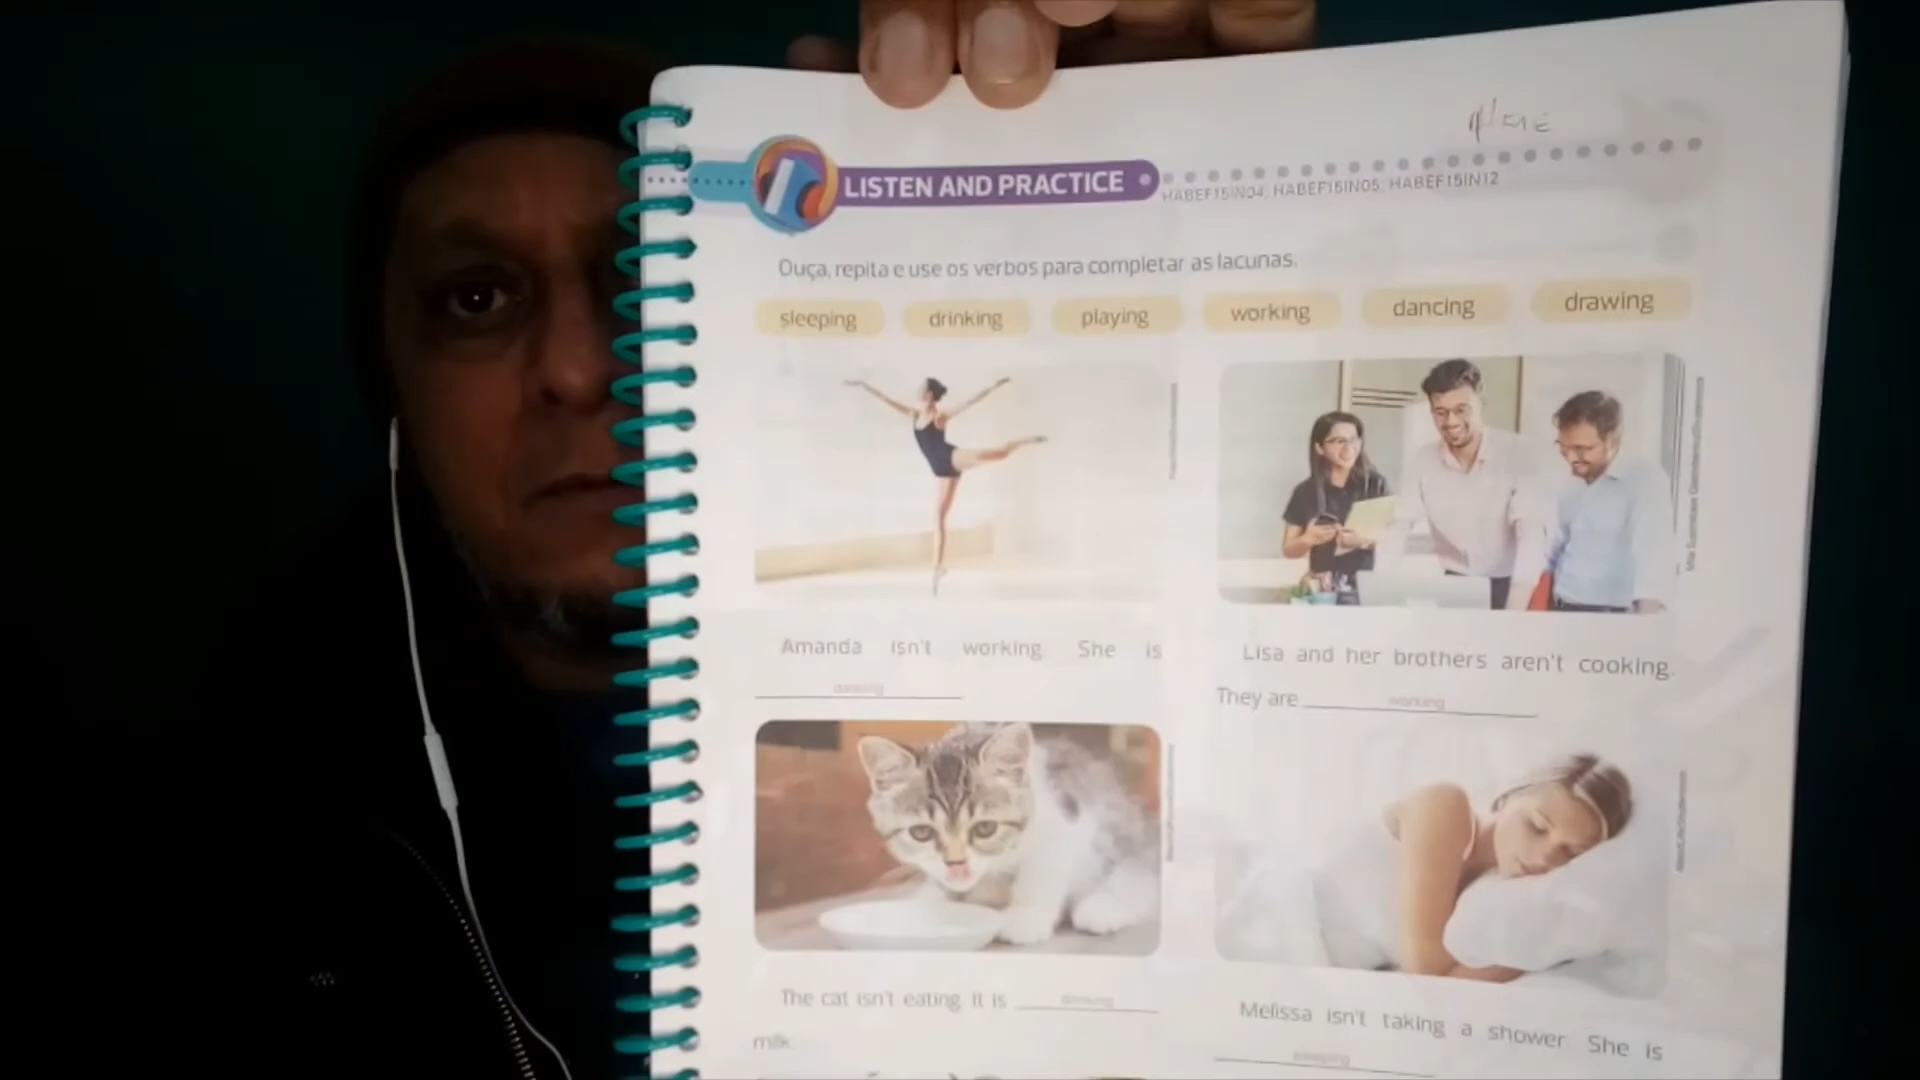 LISTEN AND PRACTICE
HABEF15IN04, HABEF15IN05, HABEF15IN12
Ouça, repita e use os verbos para completar as lacunas.
sleeping drinking playing working dancing drawing
Amanda isn't working. She is
dancing
Lisa and her brothers aren't cooking.
They are working
The cat isn't eating. It is drinking
milk.
Melissa isn't taking a shower. She is
sleeping